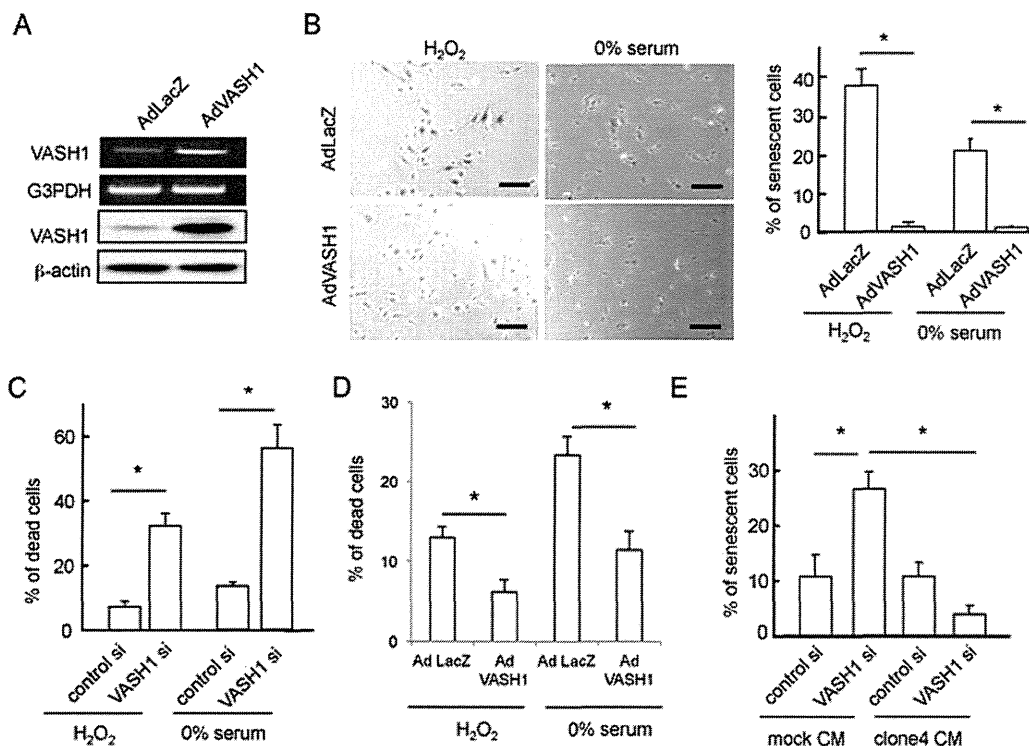 A
AdLacZ
AdVASH1
VASH1
G3PDH
VASH1
β-actin
B
H₂O₂
0% serum
AdLacZ
AdVASH1
% of senescent cells
40
30
20
10
0
*
*
AdLacZ
AdVASH1
AdLacZ
AdVASH1
H₂O₂
0% serum
C
% of dead cells
60
40
20
0
*
*
control si
VASH1 si
control si
VASH1 si
H₂O₂
0% serum
D
% of dead cells
30
20
10
0
*
*
Ad LacZ
Ad VASH1
Ad LacZ
Ad VASH1
H₂O₂
0% serum
E
% of senescent cells
30
20
10
0
*
*
control si
VASH1 si
control si
VASH1 si
mock CM
clone4 CM